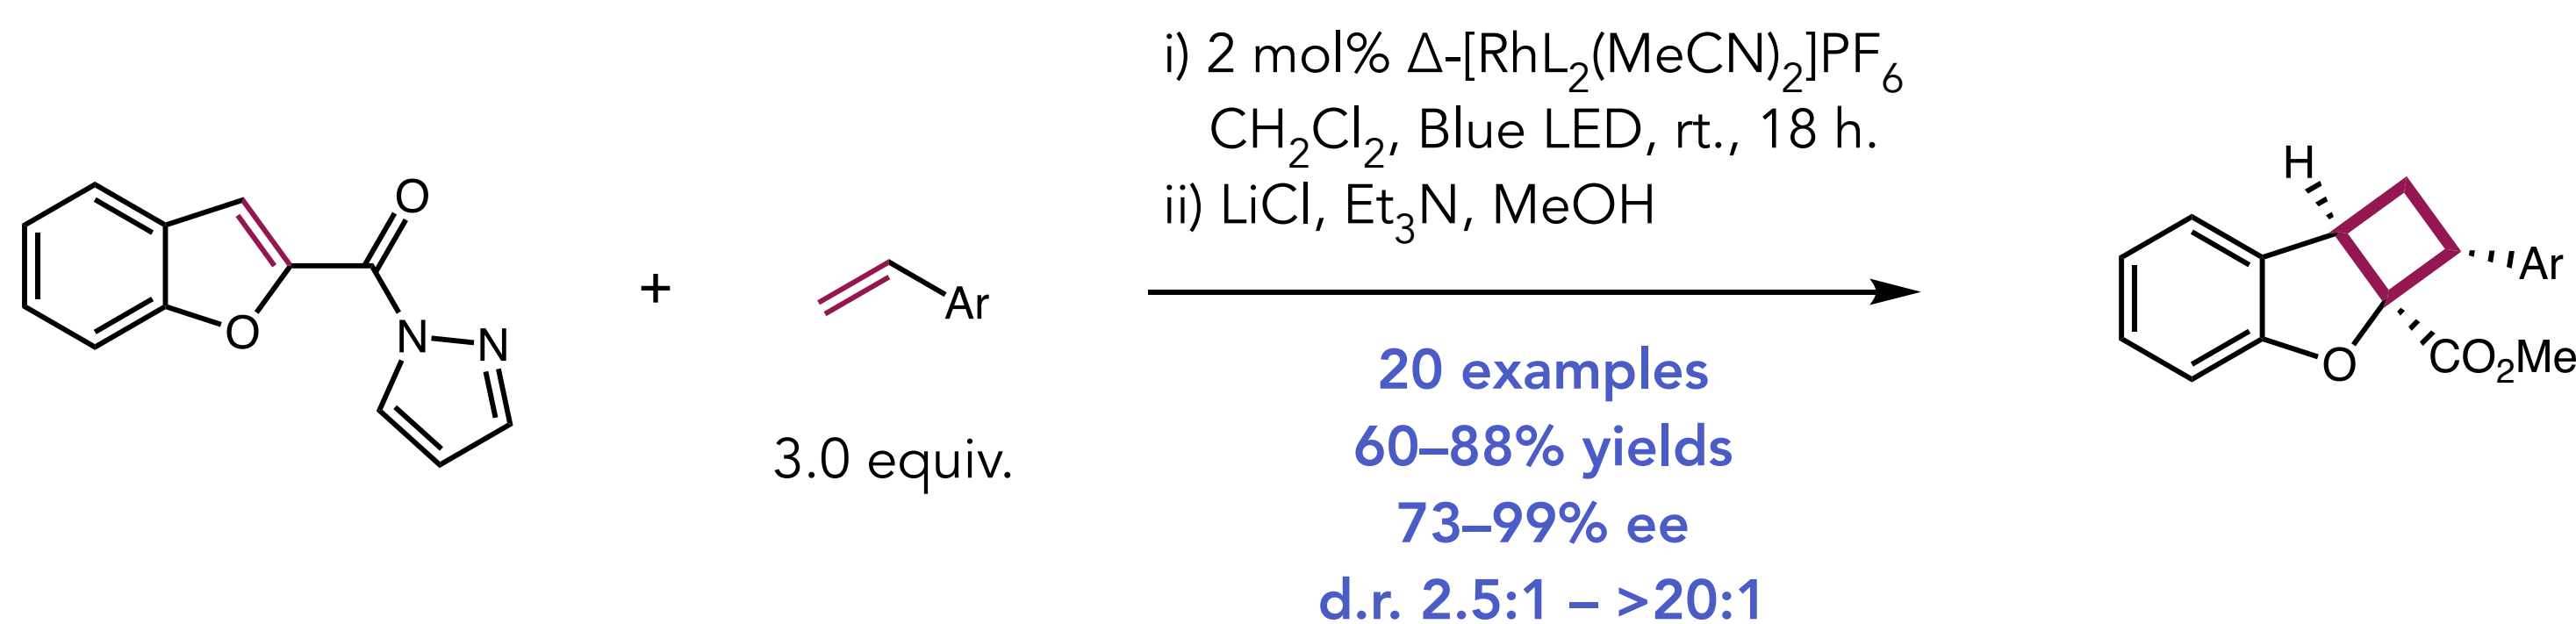 i) 2 mol% Δ-[RhL₂(MeCN)₂]PF₆
CH₂Cl₂, Blue LED, rt., 18 h.
ii) LiCl, Et₃N, MeOH
O
O
N
N
+
Ar
3.0 equiv.
20 examples
60–88% yields
73–99% ee
d.r. 2.5:1 – >20:1
H
Ar
O
CO₂Me